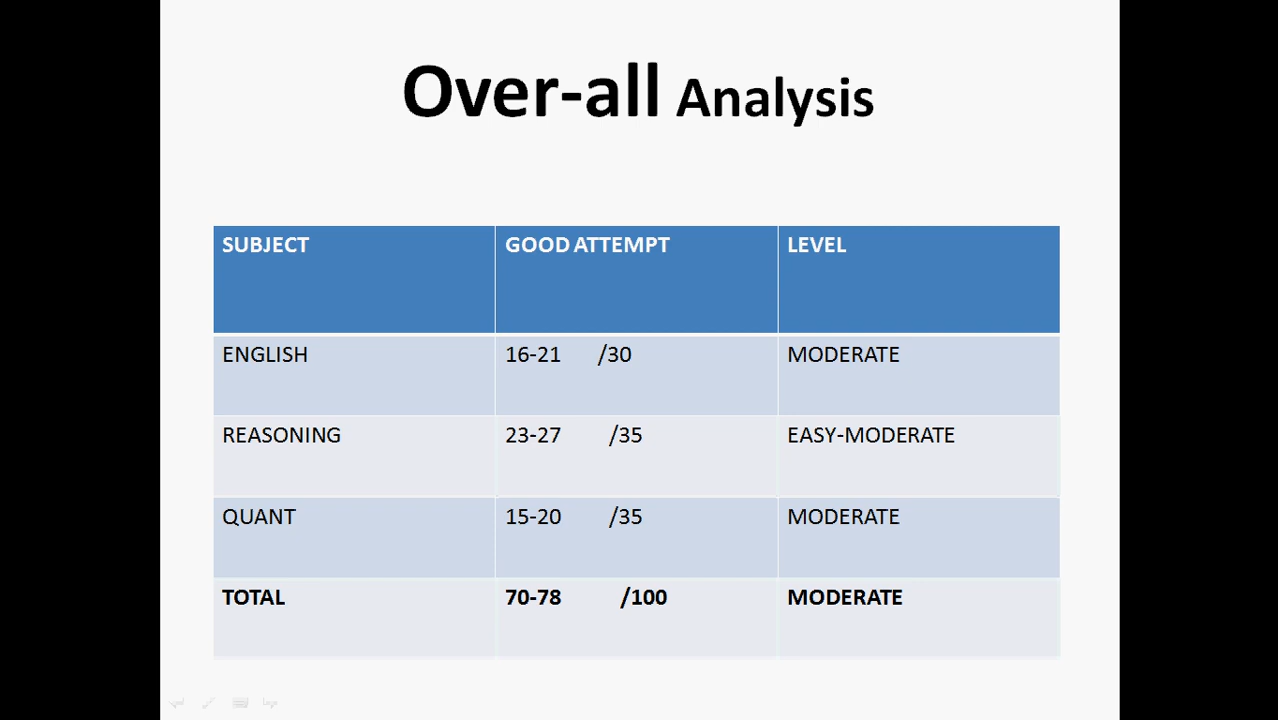 Over-all Analysis
SUBJECT GOOD ATTEMPT LEVEL
ENGLISH 16-21 /30 MODERATE
REASONING 23-27 /35 EASY-MODERATE
QUANT 15-20 /35 MODERATE
TOTAL 70-78 /100 MODERATE